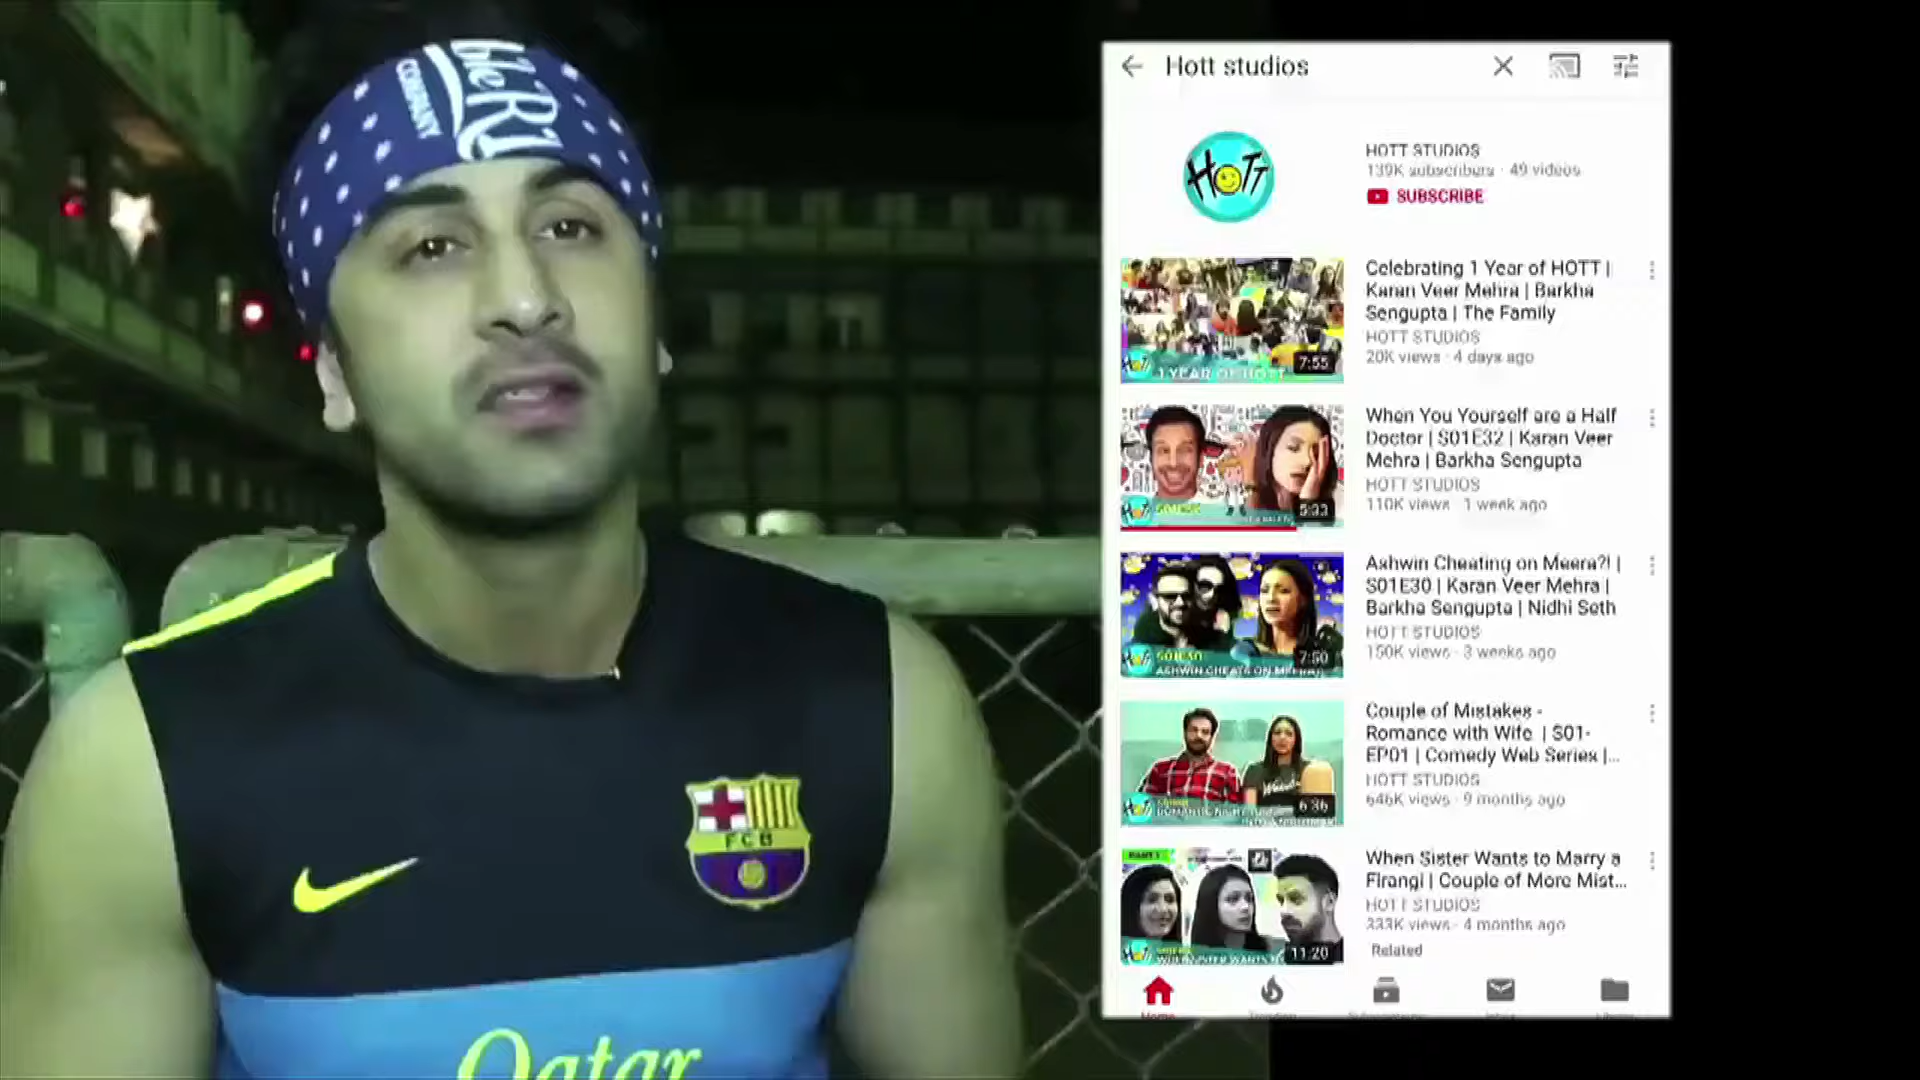 bleRJ
COMPANY
FCB
Qatar
Hott studios
HOTT
HOTT STUDIOS
139K subscribers · 49 videos
SUBSCRIBE
Celebrating 1 Year of HOTT |
Karan Veer Mehra | Barkha
Sengupta | The Family
HOTT STUDIOS
20K views · 4 days ago
7:55
1 YEAR OF HOTT
When You Yourself are a Half
Doctor | S01E32 | Karan Veer
Mehra | Barkha Sengupta
HOTT STUDIOS
110K views · 1 week ago
5:33
Ashwin Cheating on Meera?! |
S01E30 | Karan Veer Mehra |
Barkha Sengupta | Nidhi Seth
HOTT STUDIOS
150K views · 3 weeks ago
7:50
S01E30
ASHWIN CHEATS ON MEERA
Couple of Mistakes -
Romance with Wife | S01-
EP01 | Comedy Web Series |...
HOTT STUDIOS
646K views · 9 months ago
6:36
When Sister Wants to Marry a
Firangi | Couple of More Mist...
HOTT STUDIOS
333K views · 4 months ago
11:20
Related
Home